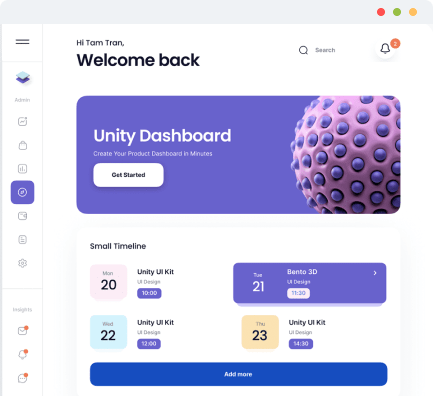 Hi Tam Tran,
Welcome back
Search
2
Admin
Unity Dashboard
Create Your Product Dashboard in Minutes
Get Started
Small Timeline
Mon
20
Unity UI Kit
UI Design
10:00
Tue
21
Bento 3D
UI Design
11:30
Wed
22
Unity UI Kit
UI Design
12:00
Thu
23
Unity UI Kit
UI Design
14:30
Insights
Add more